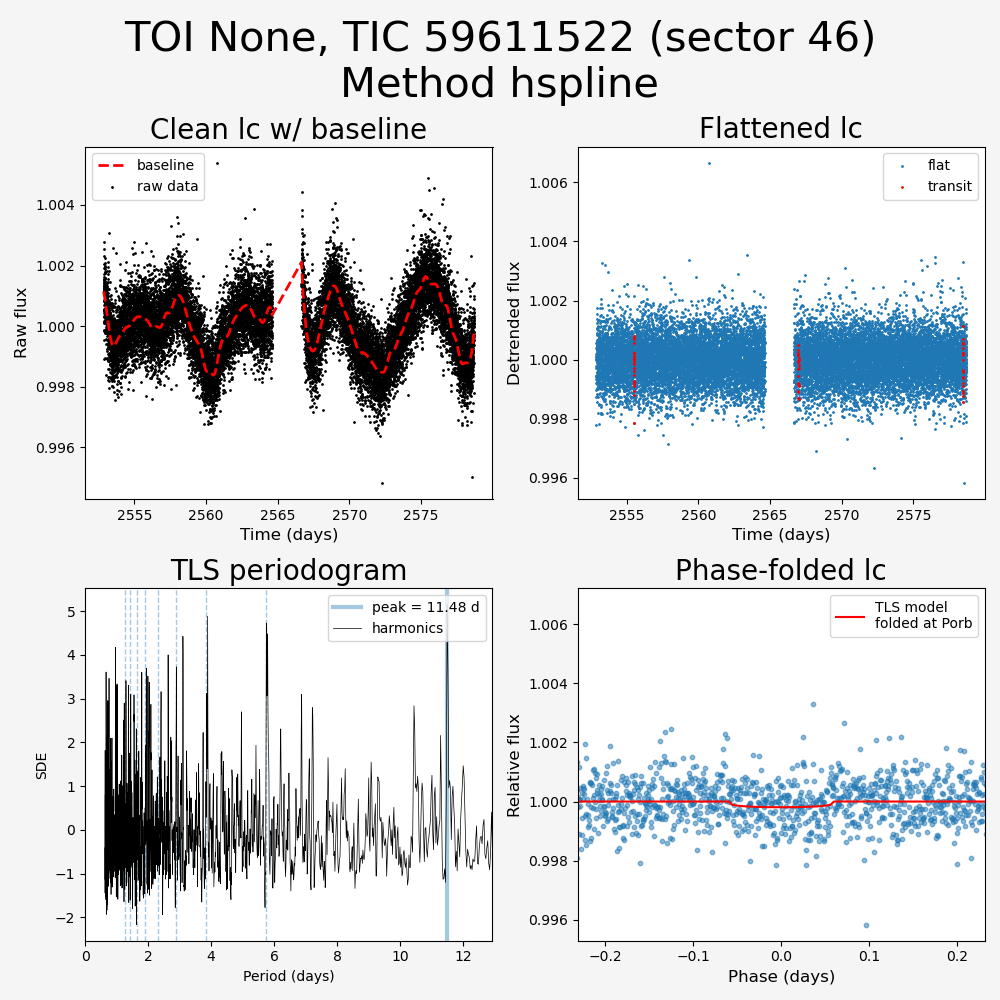 TOI None, TIC 59611522 (sector 46)
Method hspline
Clean lc w/ baseline
baseline
raw data
Raw flux
1.004
1.002
1.000
0.998
0.996
2555 2560 2565 2570 2575
Time (days)
Flattened lc
flat
transit
Detrended flux
1.006
1.004
1.002
1.000
0.998
0.996
2555 2560 2565 2570 2575
Time (days)
TLS periodogram
peak = 11.48 d
harmonics
SDE
5
4
3
2
1
0
−1
−2
0 2 4 6 8 10 12
Period (days)
Phase-folded lc
TLS model
folded at Porb
Relative flux
1.006
1.004
1.002
1.000
0.998
0.996
−0.2 −0.1 0.0 0.1 0.2
Phase (days)